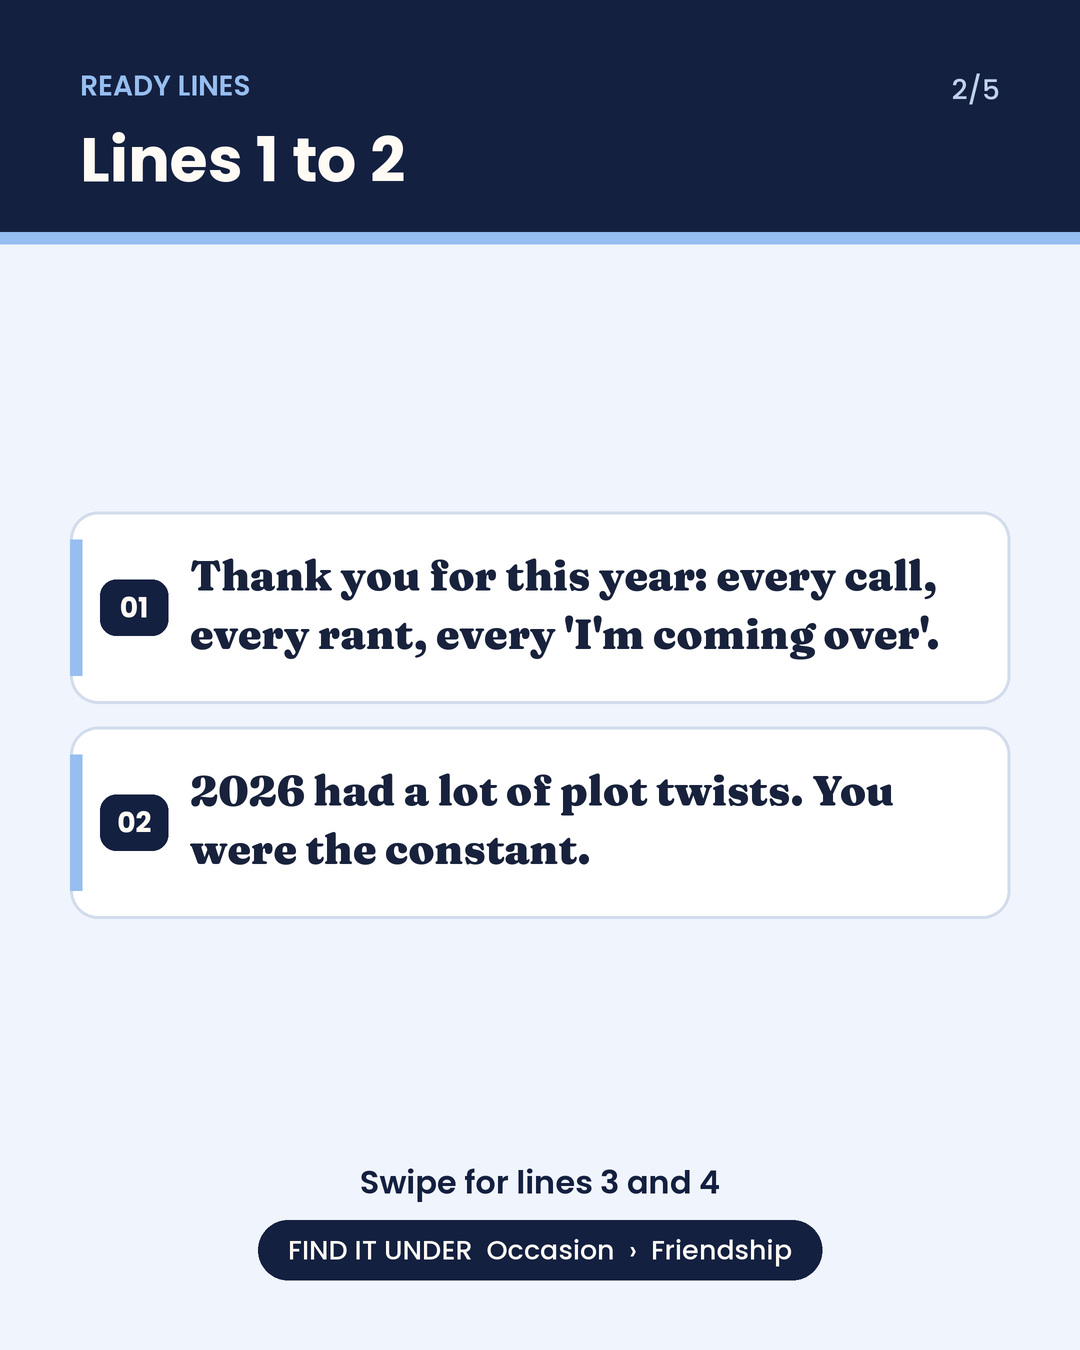 READY LINES
2/5
Lines 1 to 2
01
Thank you for this year: every call,
every rant, every 'I'm coming over'.
02
2026 had a lot of plot twists. You
were the constant.
Swipe for lines 3 and 4
FIND IT UNDER Occasion › Friendship